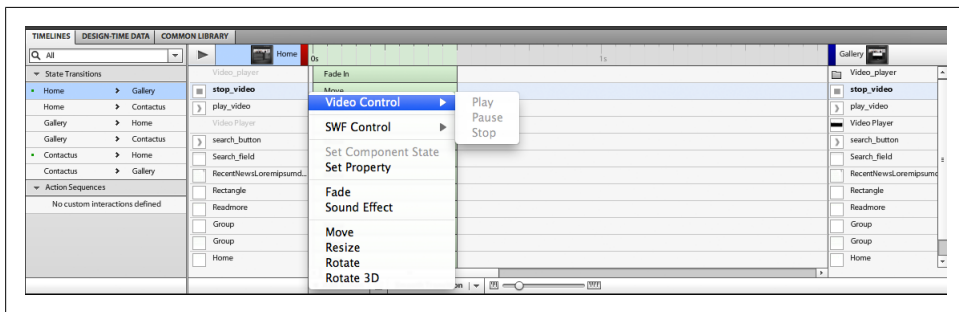 TIMELINES DESIGN-TIME DATA COMMON LIBRARY
All
Home
0s
1s
Gallery
State Transitions
Home > Gallery
Home > Contactus
Gallery > Home
Gallery > Contactus
Contactus > Home
Contactus > Gallery
Action Sequences
No custom interactions defined
Video_player
stop_video
play_video
Video Player
search_button
Search_field
RecentNewsLoremipsumd...
Rectangle
Readmore
Group
Group
Home
Fade In
Move
Video Control
SWF Control
Set Component State
Set Property
Fade
Sound Effect
Move
Resize
Rotate
Rotate 3D
Play
Pause
Stop
Video_player
stop_video
play_video
Video Player
search_button
Search_field
RecentNewsLoremipsumd
Rectangle
Readmore
Group
Group
Home